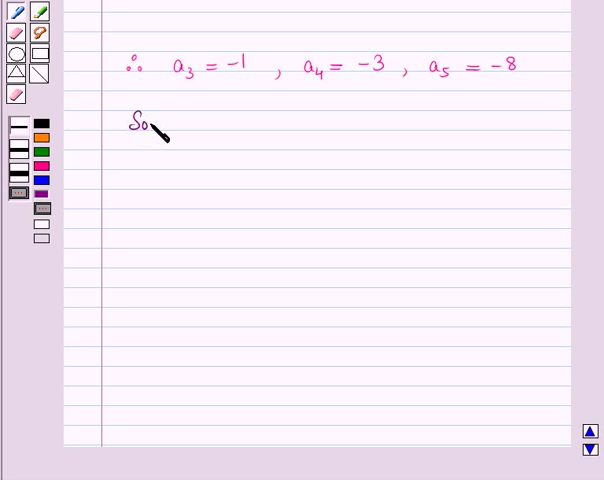 ∴ a₃ = -1 , a₄ = -3 , a₅ = -8
So